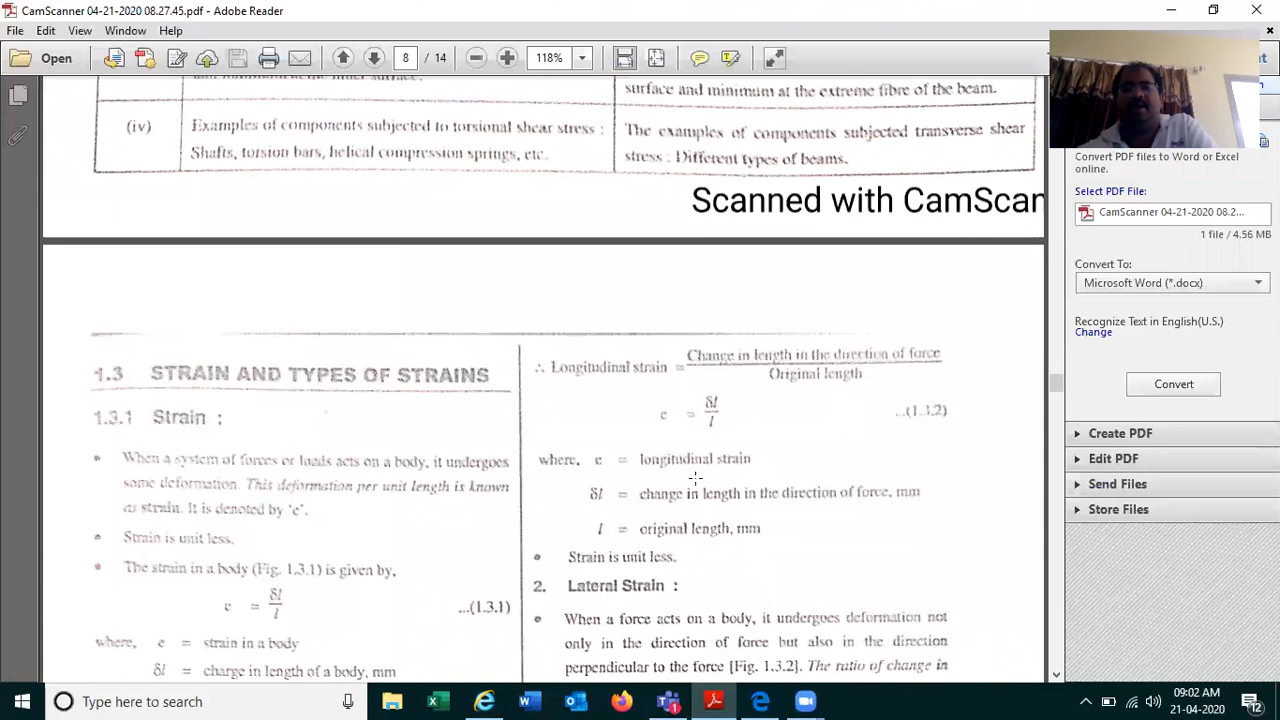 CamScanner 04-21-2020 08.27.45.pdf - Adobe Reader
File Edit View Window Help
Open 8 / 14 118%
surface and minimum at the extreme fibre of the beam.
(iv) Examples of components subjected to torsional shear stress : The examples of components subjected transverse shear
Shafts, torsion bars, helical compression springs, etc. stress : Different types of beams.
Scanned with CamScan
1.3 STRAIN AND TYPES OF STRAINS
1.3.1 Strain :
• When a system of forces or loads acts on a body, it undergoes
some deformation. This deformation per unit length is known
as strain. It is denoted by 'e'.
• Strain is unit less.
• The strain in a body (Fig. 1.3.1) is given by,
e = δl/l ...(1.3.1)
where, e = strain in a body
δl = charge in length of a body, mm
∴ Longitudinal strain = Change in length in the direction of force / Original length
e = δl/l ...(1.3.2)
where, e = longitudinal strain
δl = change in length in the direction of force, mm
l = original length, mm
• Strain is unit less.
2. Lateral Strain :
• When a force acts on a body, it undergoes deformation not
only in the direction of force but also in the direction
perpendicular to the force [Fig. 1.3.2]. The ratio of change in
Convert PDF files to Word or Excel
online.
Select PDF File:
CamScanner 04-21-2020 08.2...
1 file / 4.56 MB
Convert To:
Microsoft Word (*.docx)
Recognize Text in English(U.S.)
Change
Convert
Create PDF
Edit PDF
Send Files
Store Files
Type here to search
1
09:02 AM
21-04-2020
12